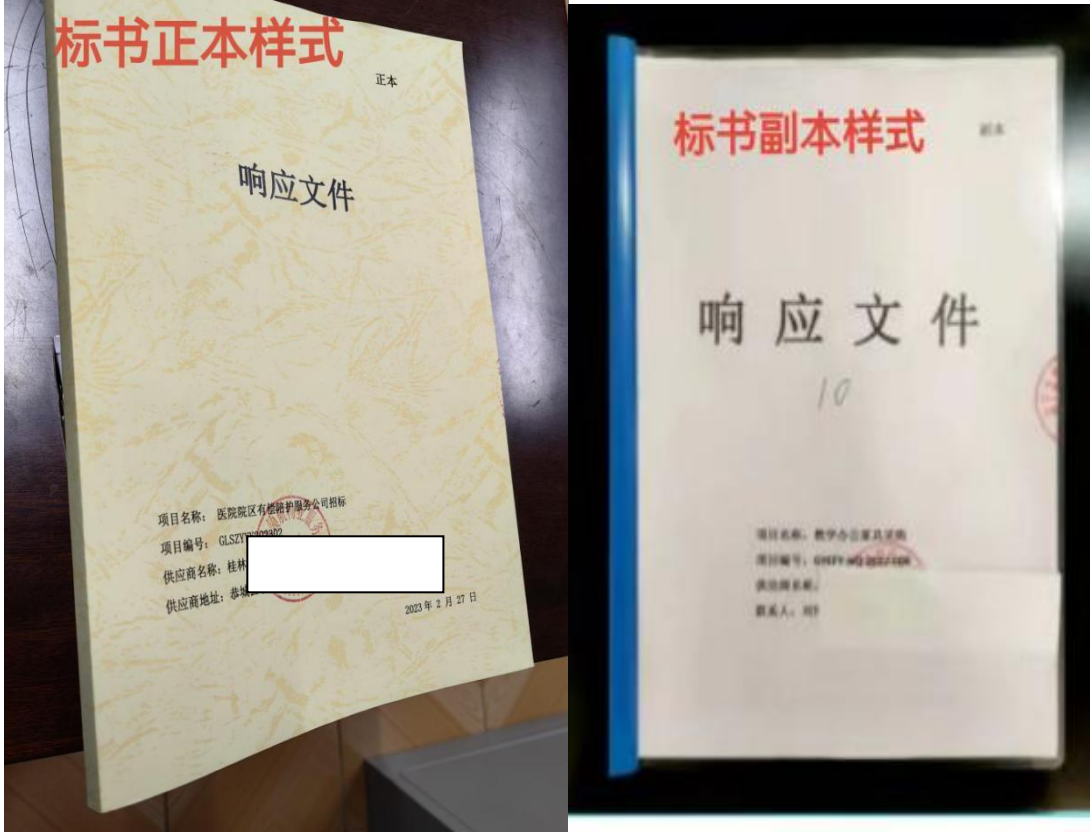 标书正本样式
正本
响应文件
项目名称： 医院院区有偿陪护服务公司招标
项目编号： GLSZY
供应商名称： 桂林
供应商地址： 恭城
2023 年 2 月 27 日
标书副本样式
副本
响应文件
10
项目名称： 教学办公家具采购
项目编号：
供应商名称：
联系人：